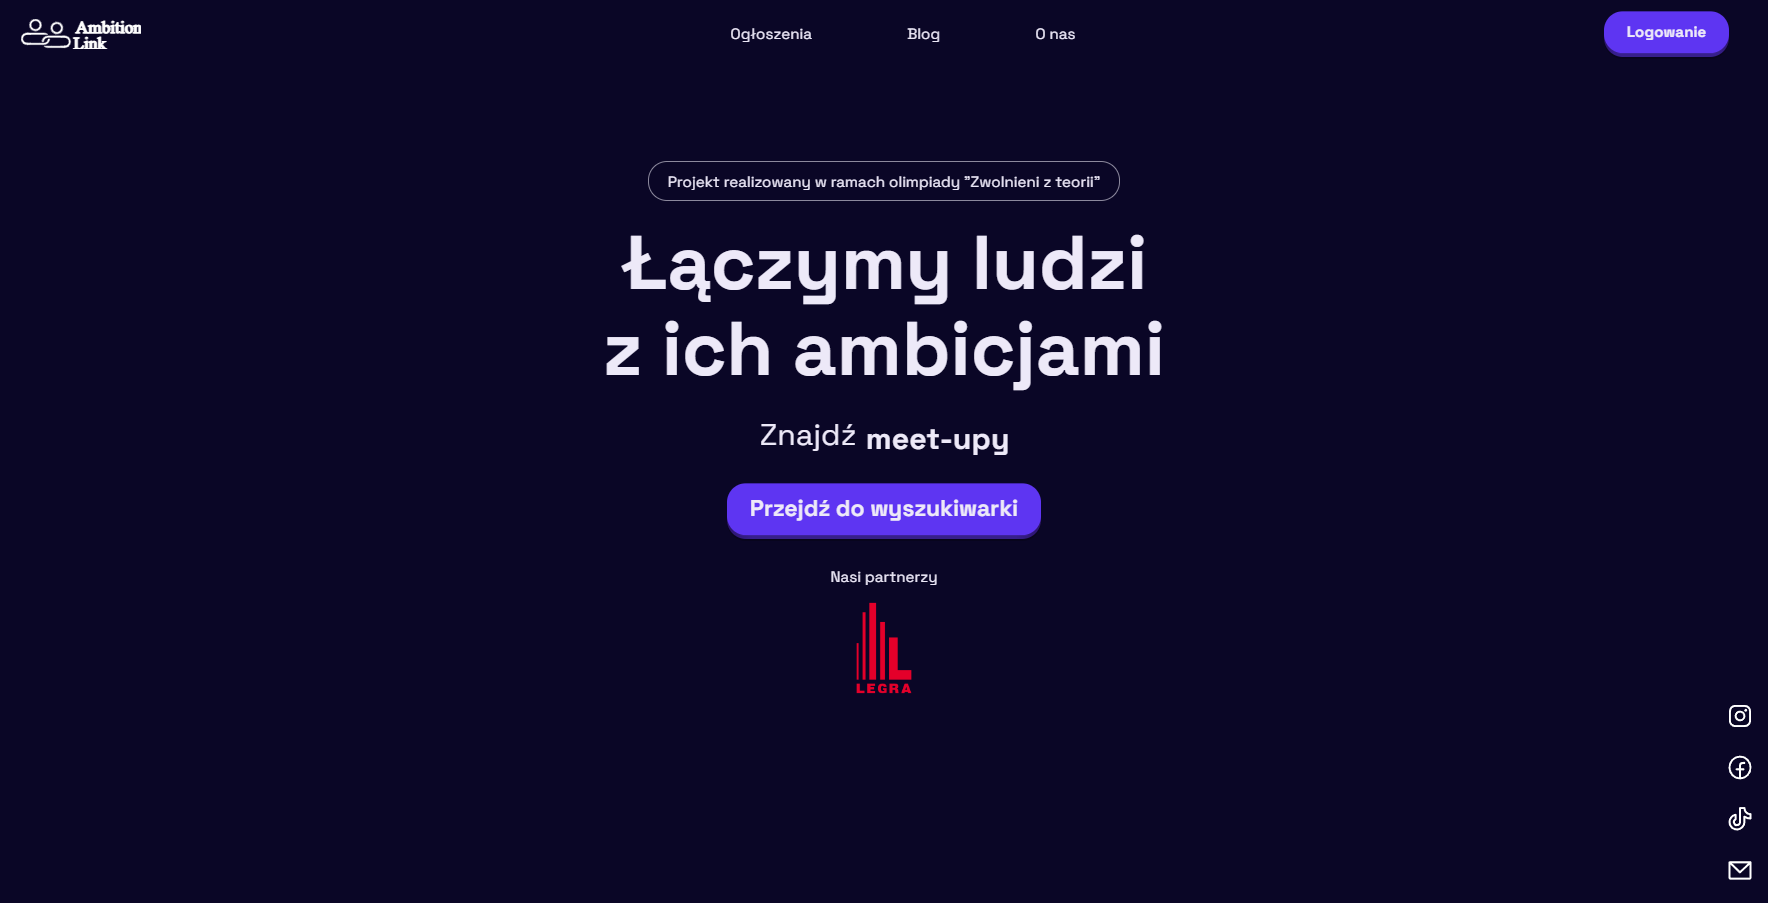 Ambition
Link
Ogłoszenia
Blog
O nas
Logowanie
Projekt realizowany w ramach olimpiady "Zwolnieni z teorii"
Łączymy ludzi
z ich ambicjami
Znajdź meet-upy
Przejdź do wyszukiwarki
Nasi partnerzy
LEGRA